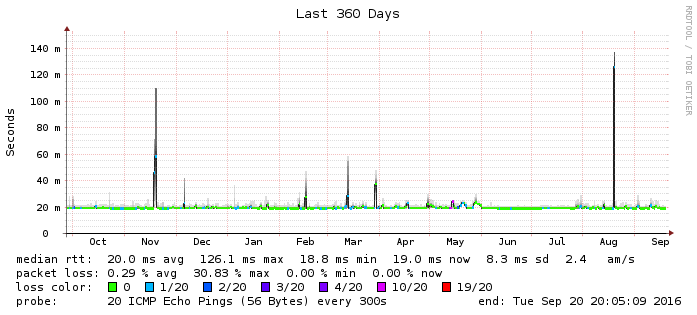 Last 360 Days
RRDTOOL / TOBI OETIKER
Seconds
140 m
120 m
100 m
80 m
60 m
40 m
20 m
0
Oct Nov Dec Jan Feb Mar Apr May Jun Jul Aug Sep
median rtt: 20.0 ms avg 126.1 ms max 18.8 ms min 19.0 ms now 8.3 ms sd 2.4 am/s
packet loss: 0.29 % avg 30.83 % max 0.00 % min 0.00 % now
loss color: 0 1/20 2/20 3/20 4/20 10/20 19/20
probe: 20 ICMP Echo Pings (56 Bytes) every 300s end: Tue Sep 20 20:05:09 2016